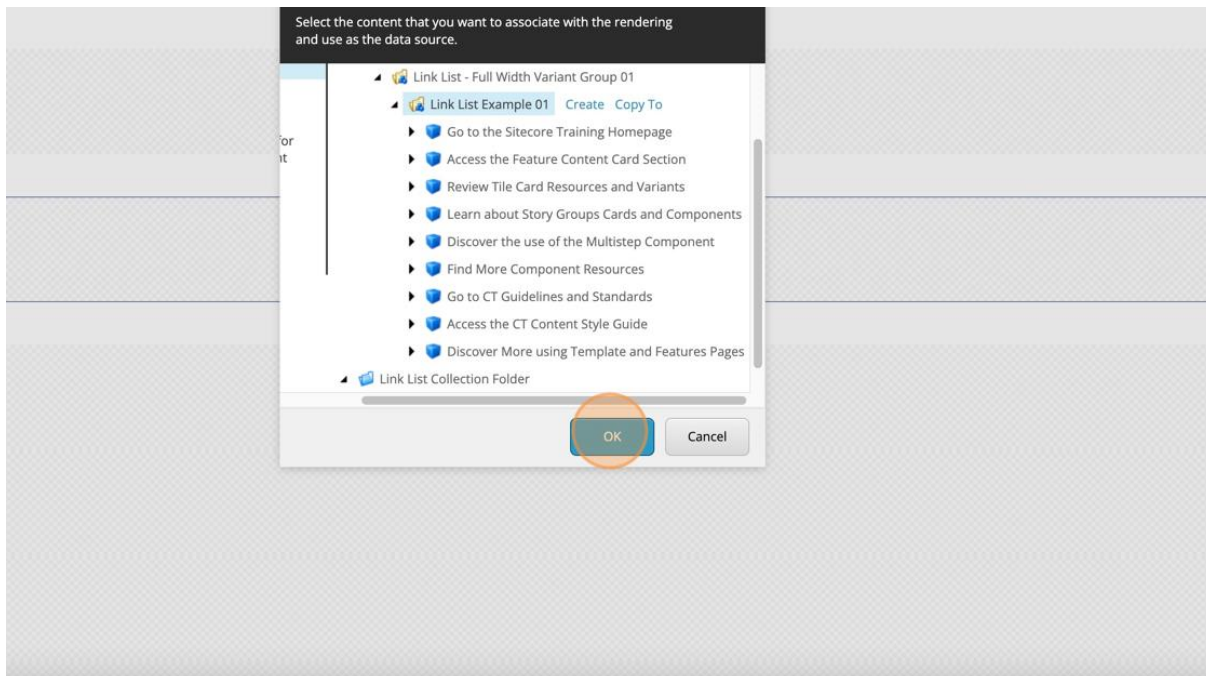 Select the content that you want to associate with the rendering
and use as the data source.
Link List - Full Width Variant Group 01
Link List Example 01 Create Copy To
Go to the Sitecore Training Homepage
Access the Feature Content Card Section
Review Tile Card Resources and Variants
Learn about Story Groups Cards and Components
Discover the use of the Multistep Component
Find More Component Resources
Go to CT Guidelines and Standards
Access the CT Content Style Guide
Discover More using Template and Features Pages
Link List Collection Folder
OK Cancel